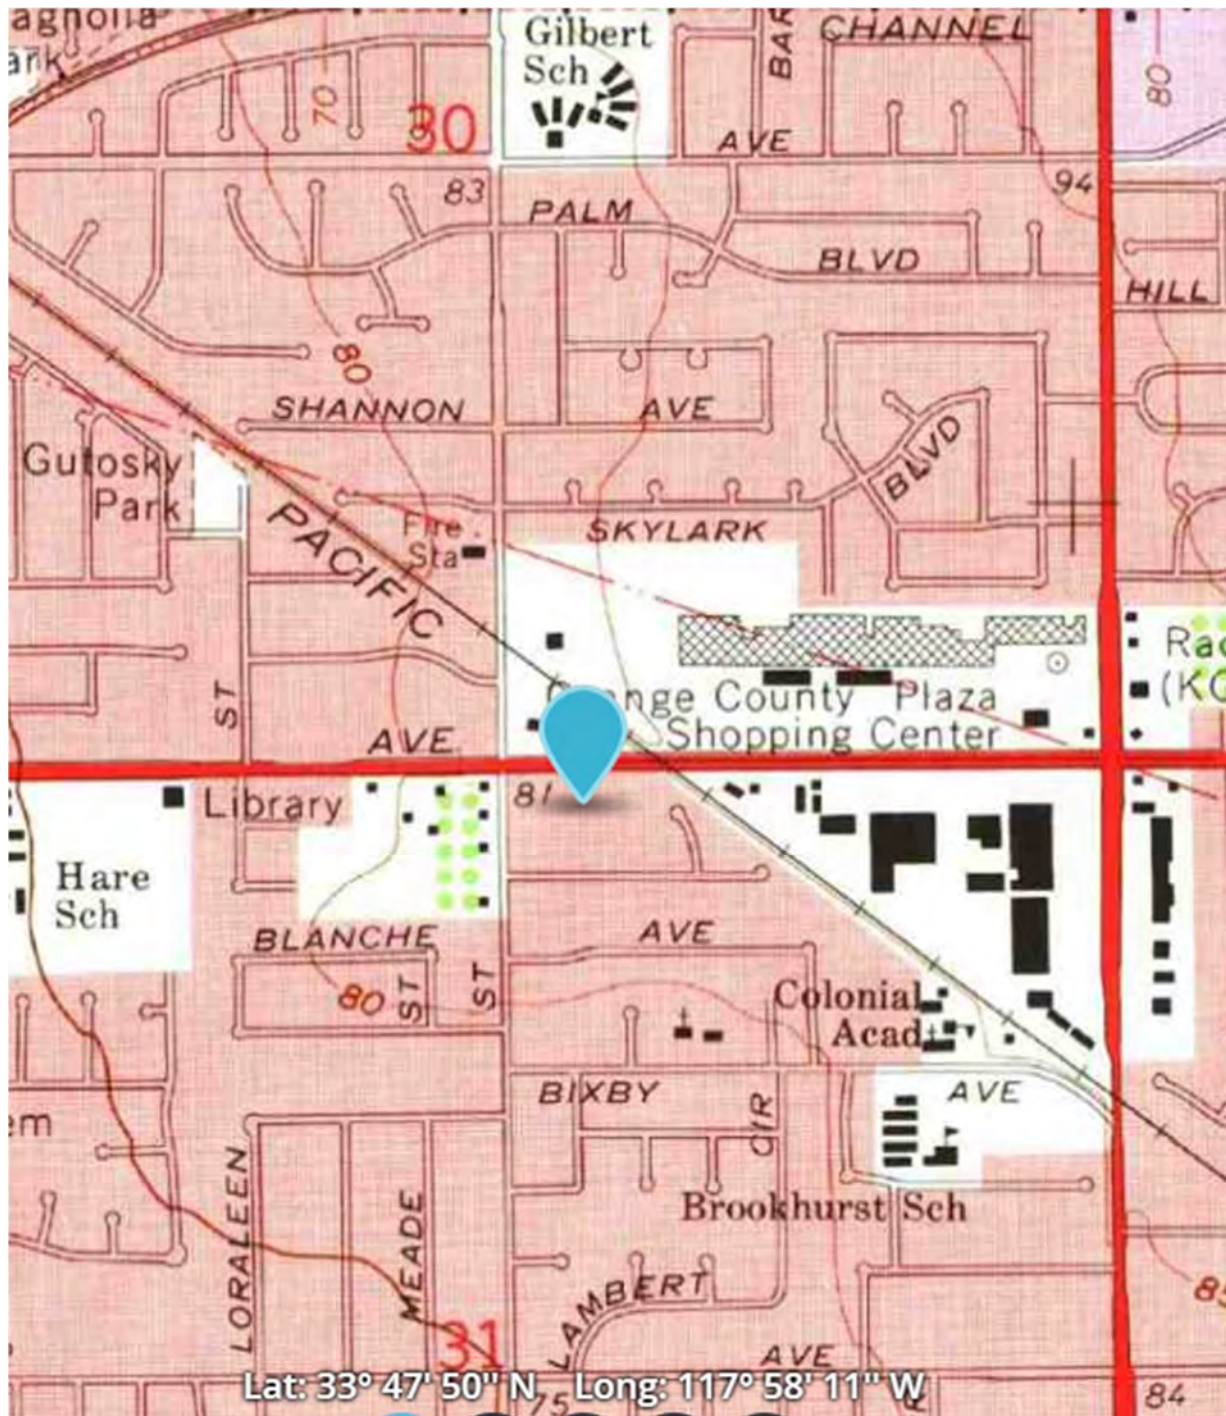 Gilbert
Sch
CHANNEL
80
70
30
AVE
83
94
PALM
BLVD
HILL
80
SHANNON
AVE
BLVD
Gutosky
Park
PACIFIC
Fire
Sta
SKYLARK
ST
AVE
Plaza
County
Shopping Center
Library
81
Hare
Sch
BLANCHE
AVE
80
ST
ST
Colonial
Acad
BIXBY
AVE
CIR
LORALEEN
MEADE
Brookhurst Sch
LAMBERT
31
AVE
Lat: 33° 47' 50" N Long: 117° 58' 11" W
75
84